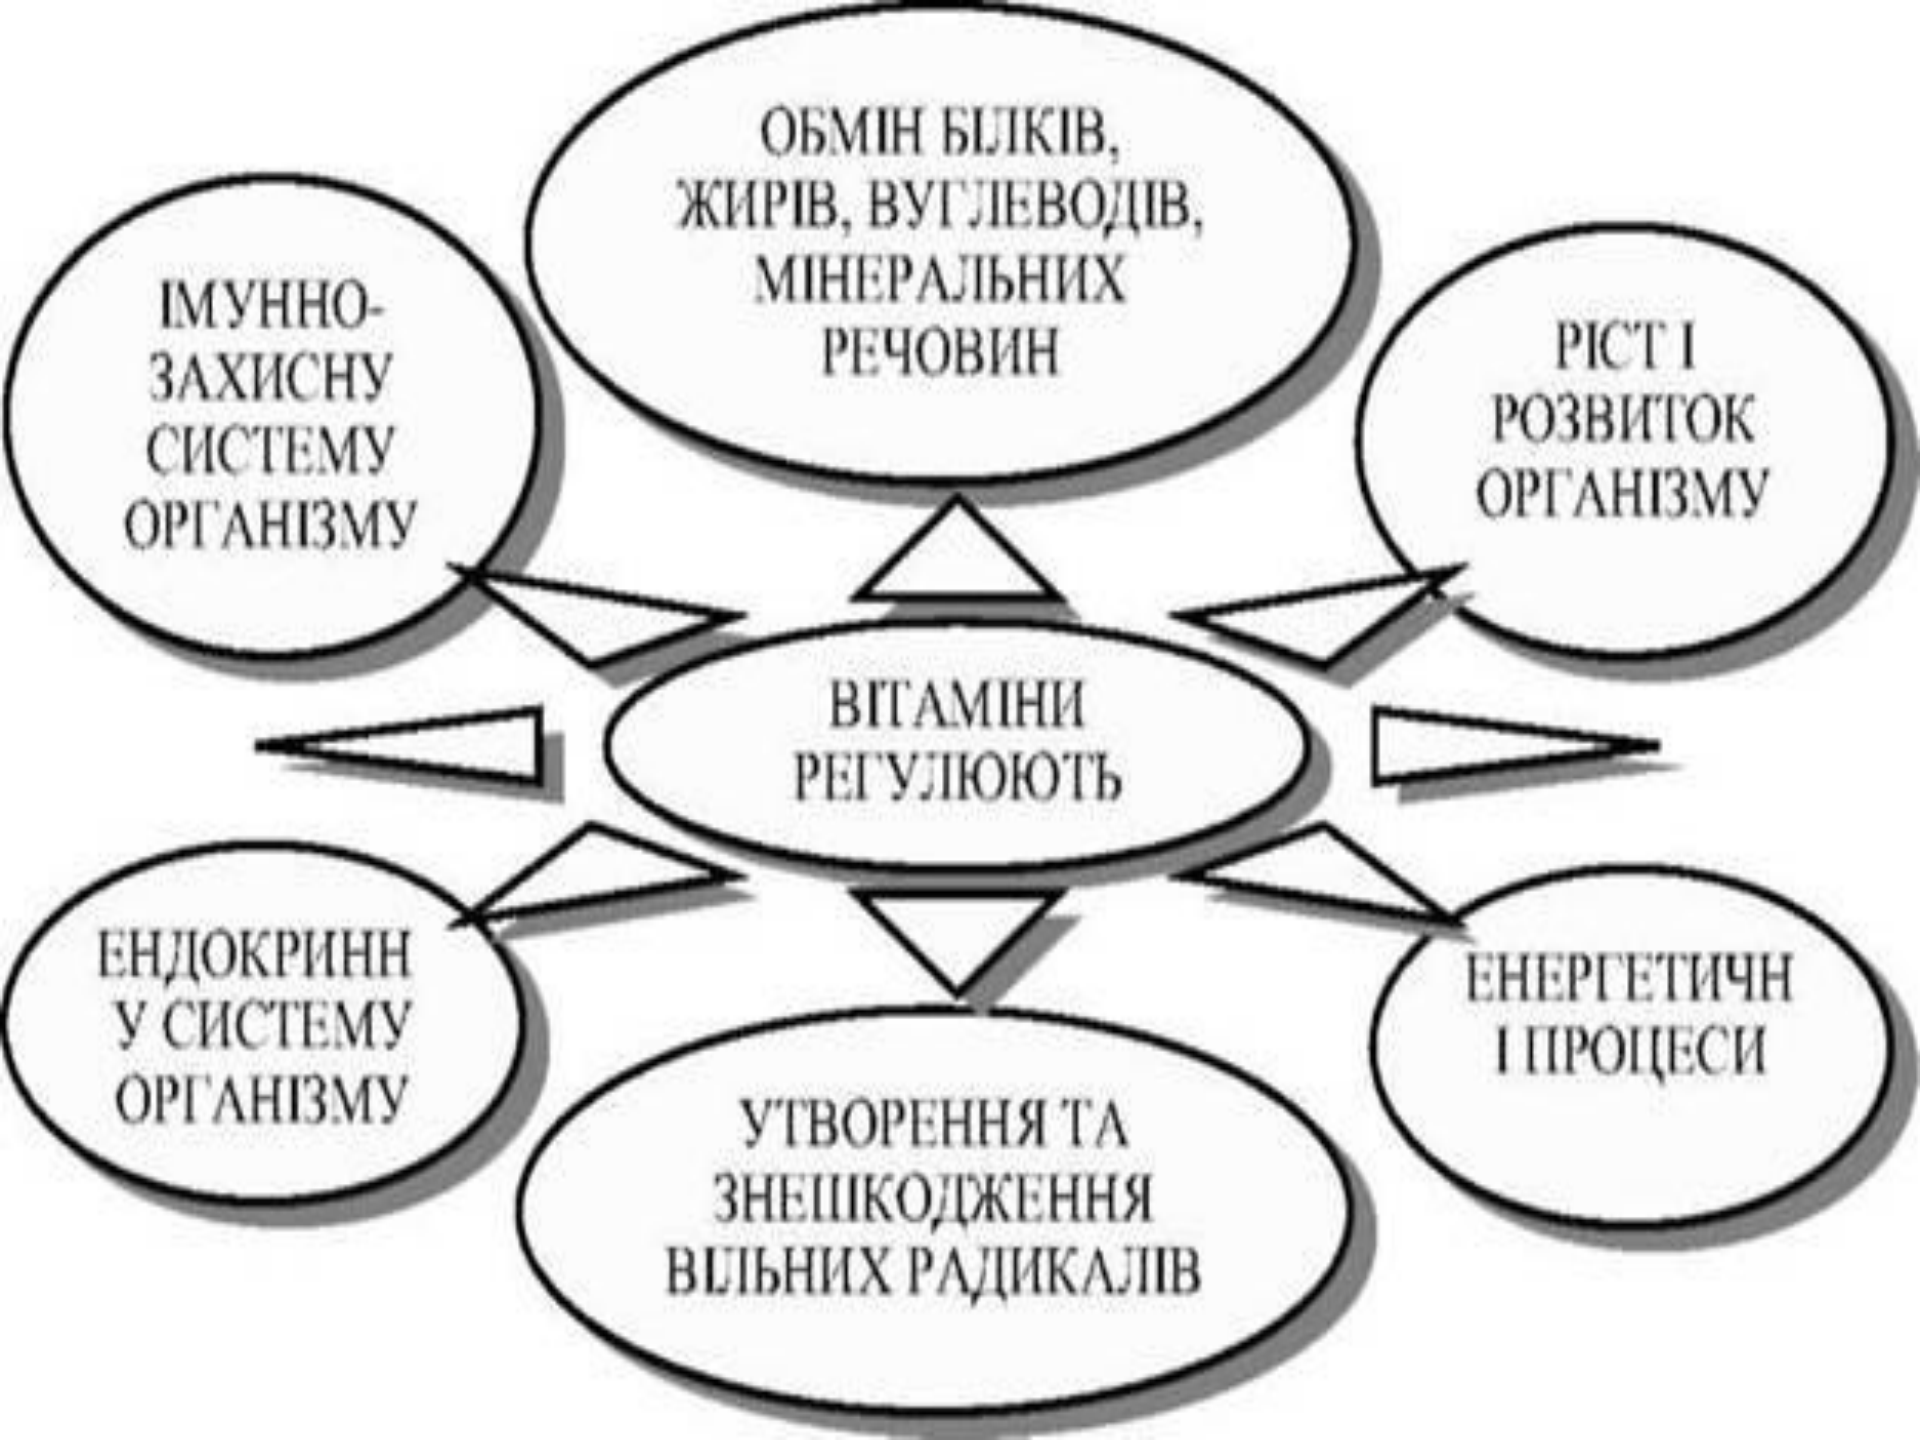 ОБМІН БІЛКІВ,
ЖИРІВ, ВУГЛЕВОДІВ,
МІНЕРАЛЬНИХ
РЕЧОВИН
ІМУННО-
ЗАХИСНУ
СИСТЕМУ
ОРГАНІЗМУ
РІСТ І
РОЗВИТОК
ОРГАНІЗМУ
ВІТАМІНИ
РЕГУЛЮЮТЬ
ЕНДОКРИНН
У СИСТЕМУ
ОРГАНІЗМУ
ЕНЕРГЕТИЧН
І ПРОЦЕСИ
УТВОРЕННЯ ТА
ЗНЕШКОДЖЕННЯ
ВІЛЬНИХ РАДИКАЛІВ